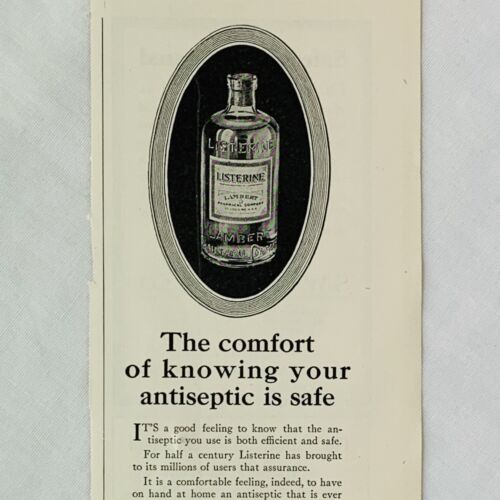 LISTERINE
LISTERINE
LAMBERT
PHARMACAL COMPANY
The comfort
of knowing your
antiseptic is safe
IT'S a good feeling to know that the an-
tiseptic you use is both efficient and safe.
For half a century Listerine has brought
to its millions of users that assurance.
It is a comfortable feeling, indeed, to have
on hand at home an antiseptic that is ever